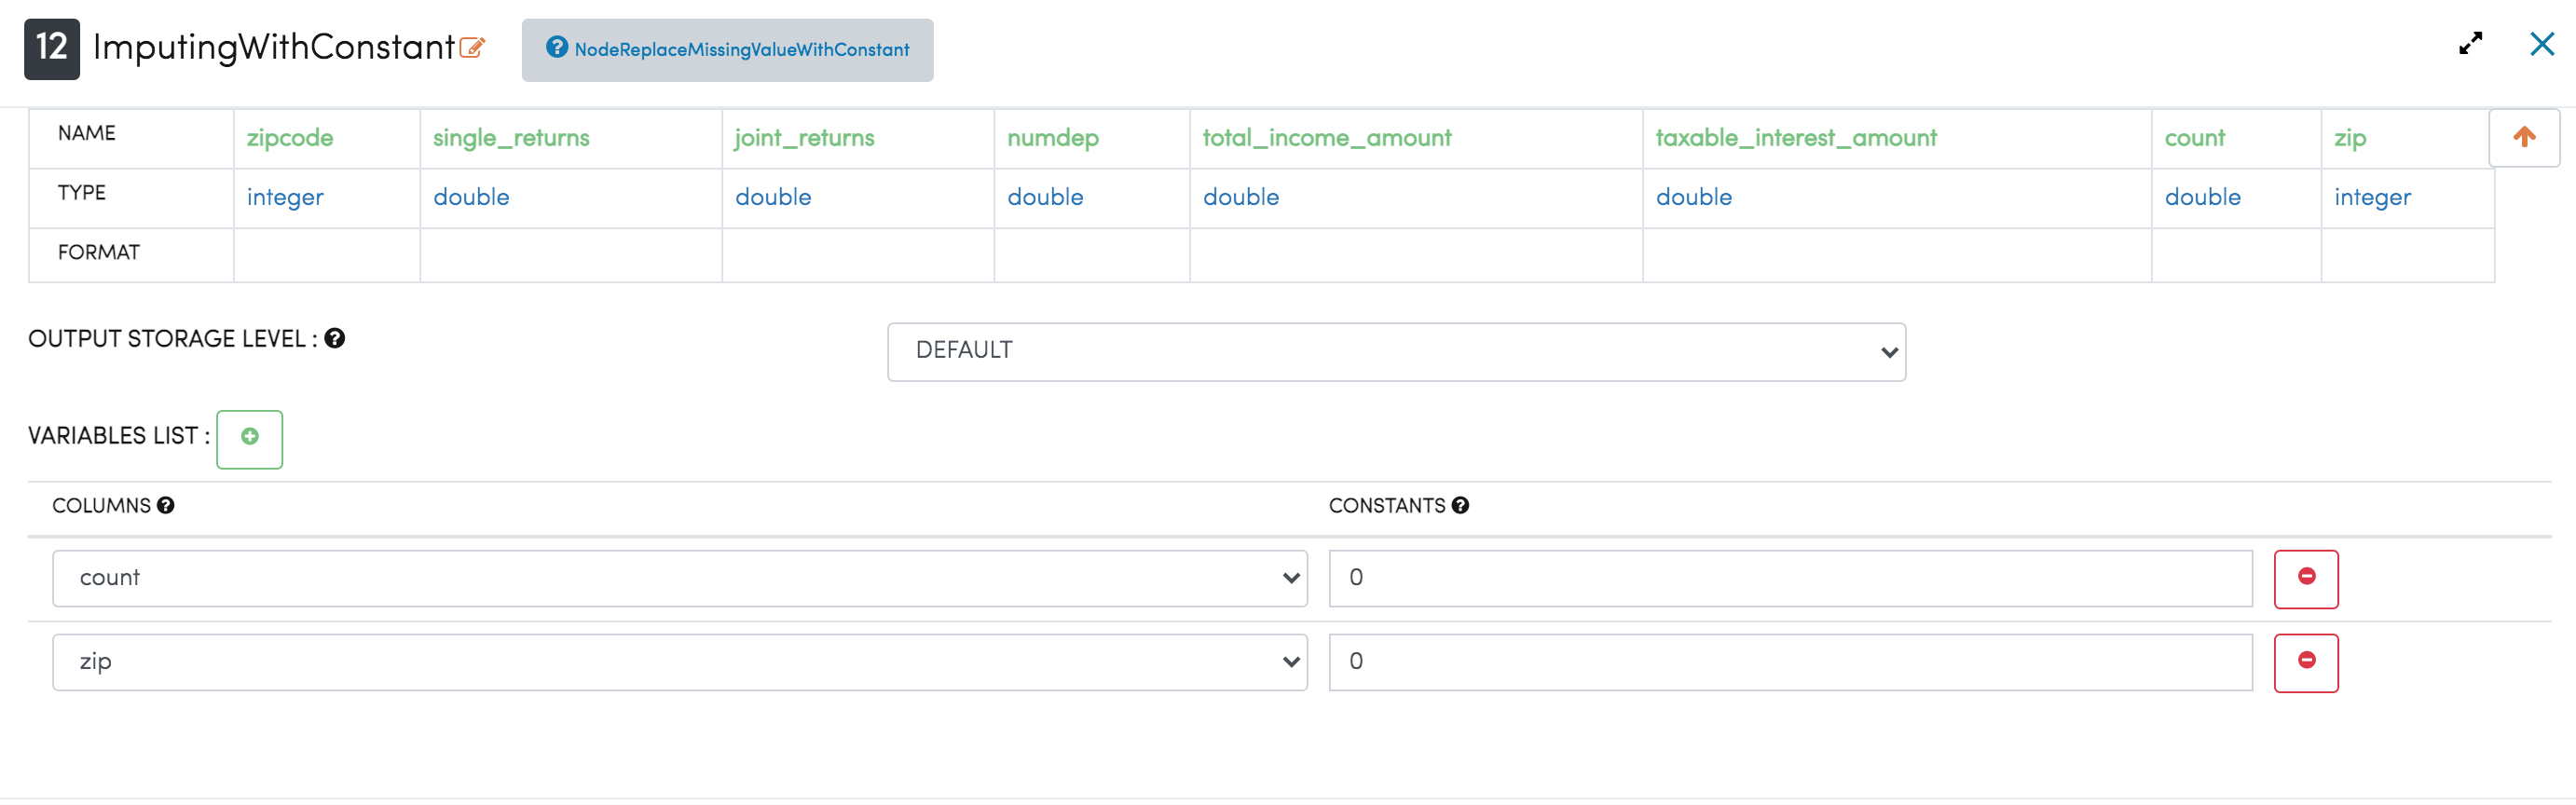 12 ImputingWithConstant NodeReplaceMissingValueWithConstant
NAME zipcode single_returns joint_returns numdep total_income_amount taxable_interest_amount count zip
TYPE integer double double double double double double integer
FORMAT
OUTPUT STORAGE LEVEL : DEFAULT
VARIABLES LIST :
COLUMNS CONSTANTS
count 0
zip 0